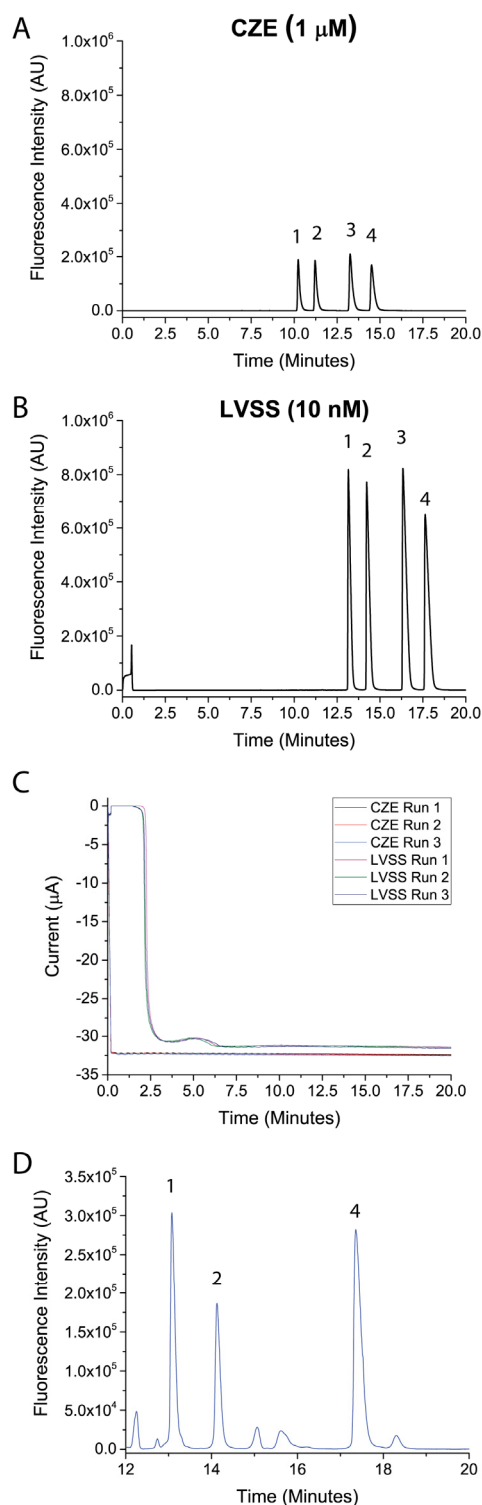 A
CZE (1 μM)
Fluorescence Intensity (AU)
1.0x10⁶
8.0x10⁵
6.0x10⁵
4.0x10⁵
2.0x10⁵
0.0
1 2 3 4
0.0 2.5 5.0 7.5 10.0 12.5 15.0 17.5 20.0
Time (Minutes)
B
LVSS (10 nM)
Fluorescence Intensity (AU)
1.0x10⁶
8.0x10⁵
6.0x10⁵
4.0x10⁵
2.0x10⁵
0.0
1 2 3 4
0.0 2.5 5.0 7.5 10.0 12.5 15.0 17.5 20.0
Time (Minutes)
C
Current (μA)
0
-5
-10
-15
-20
-25
-30
-35
CZE Run 1
CZE Run 2
CZE Run 3
LVSS Run 1
LVSS Run 2
LVSS Run 3
0.0 2.5 5.0 7.5 10.0 12.5 15.0 17.5 20.0
Time (Minutes)
D
Fluorescence Intensity (AU)
3.5x10⁵
3.0x10⁵
2.5x10⁵
2.0x10⁵
1.5x10⁵
1.0x10⁵
5.0x10⁴
0.0
1 2 4
12 14 16 18 20
Time (Minutes)